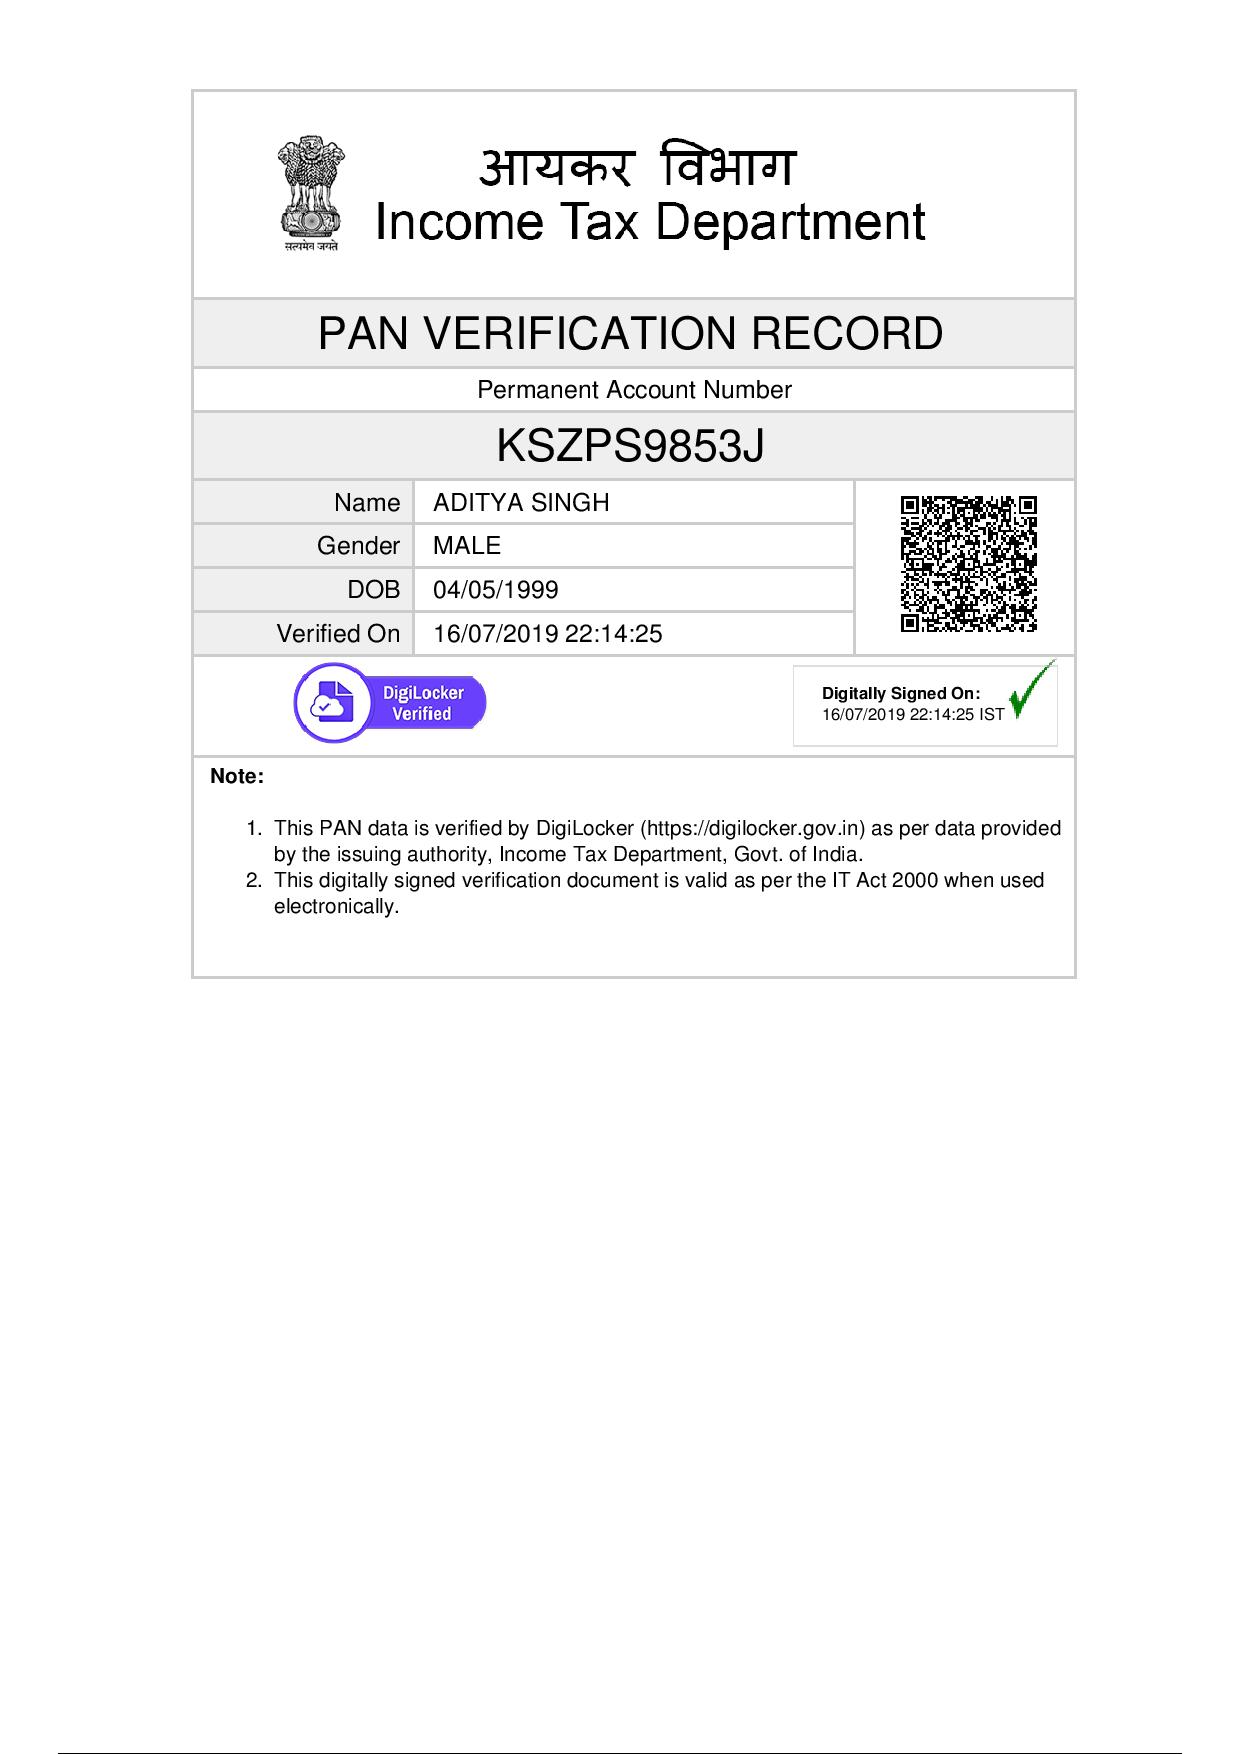 आयकर विभाग
Income Tax Department
सत्यमेव जयते
PAN VERIFICATION RECORD
Permanent Account Number
KSZPS9853J
Name ADITYA SINGH
Gender MALE
DOB 04/05/1999
Verified On 16/07/2019 22:14:25
DigiLocker
Verified
Digitally Signed On:
16/07/2019 22:14:25 IST
Note:
1. This PAN data is verified by DigiLocker (https://digilocker.gov.in) as per data provided
by the issuing authority, Income Tax Department, Govt. of India.
2. This digitally signed verification document is valid as per the IT Act 2000 when used
electronically.